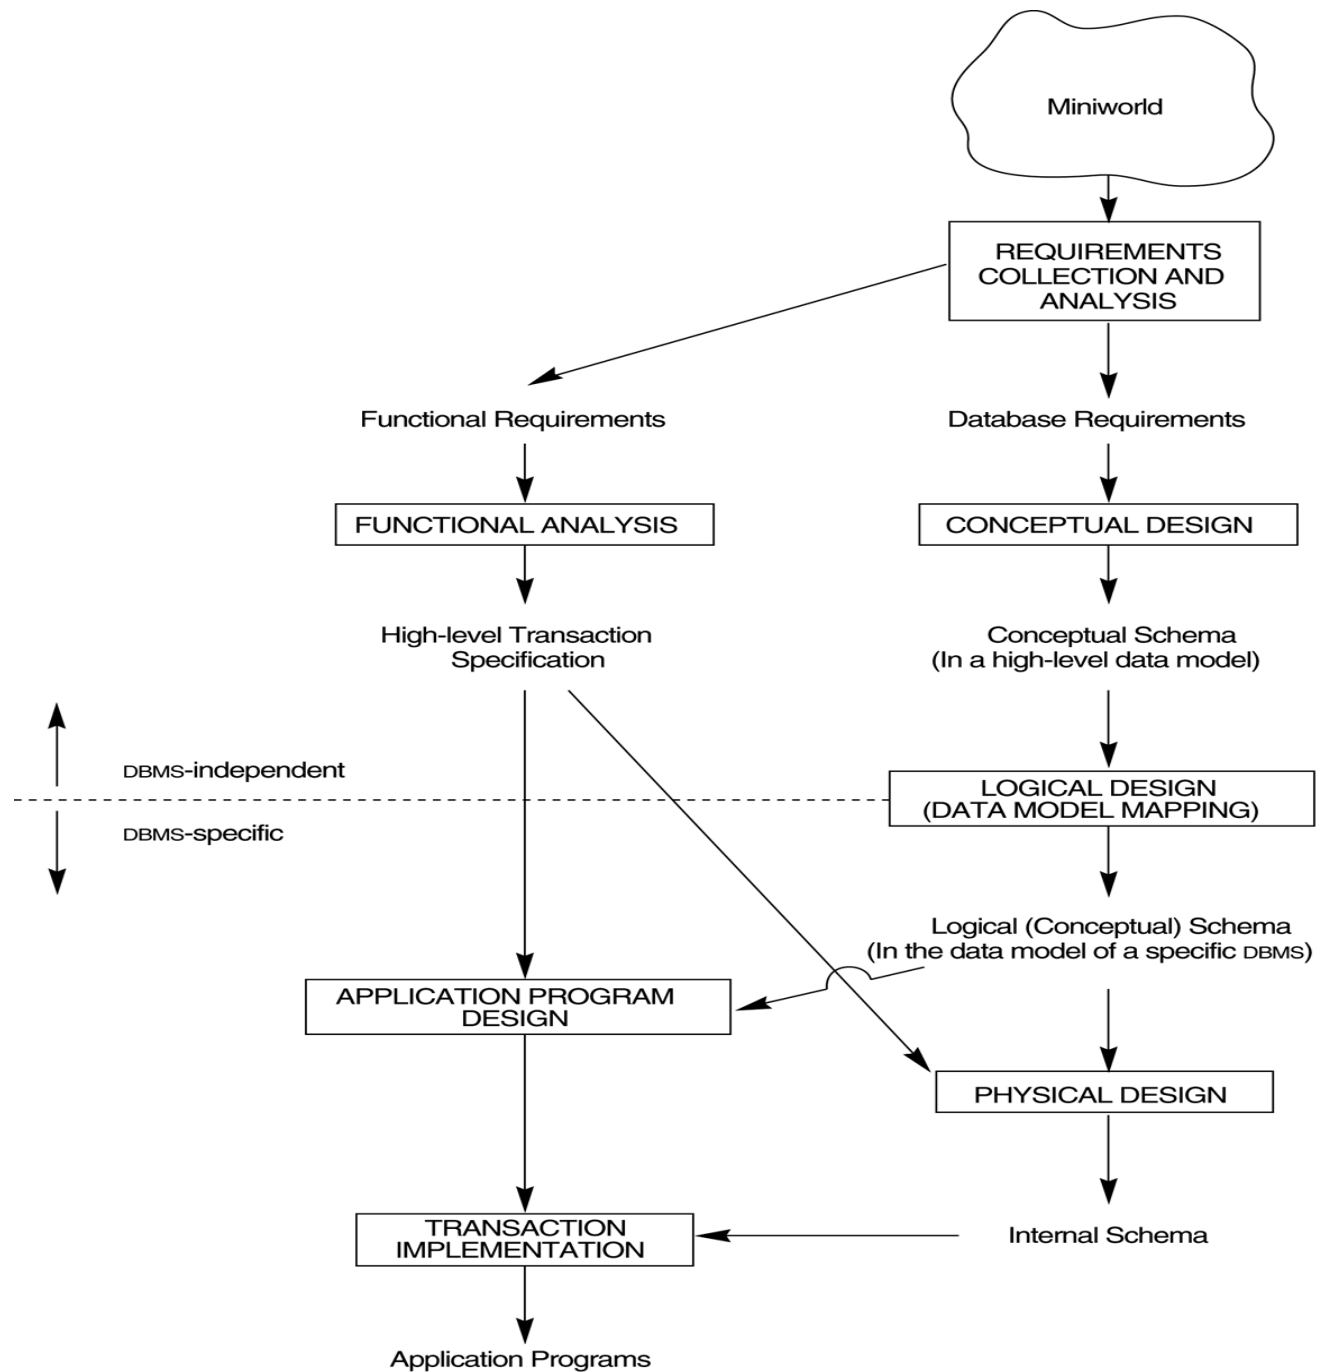 Miniworld
REQUIREMENTS
COLLECTION AND
ANALYSIS
Functional Requirements
Database Requirements
FUNCTIONAL ANALYSIS
CONCEPTUAL DESIGN
High-level Transaction
Specification
Conceptual Schema
(In a high-level data model)
DBMS-independent
DBMS-specific
LOGICAL DESIGN
(DATA MODEL MAPPING)
Logical (Conceptual) Schema
(In the data model of a specific DBMS)
APPLICATION PROGRAM
DESIGN
PHYSICAL DESIGN
TRANSACTION
IMPLEMENTATION
Internal Schema
Application Programs